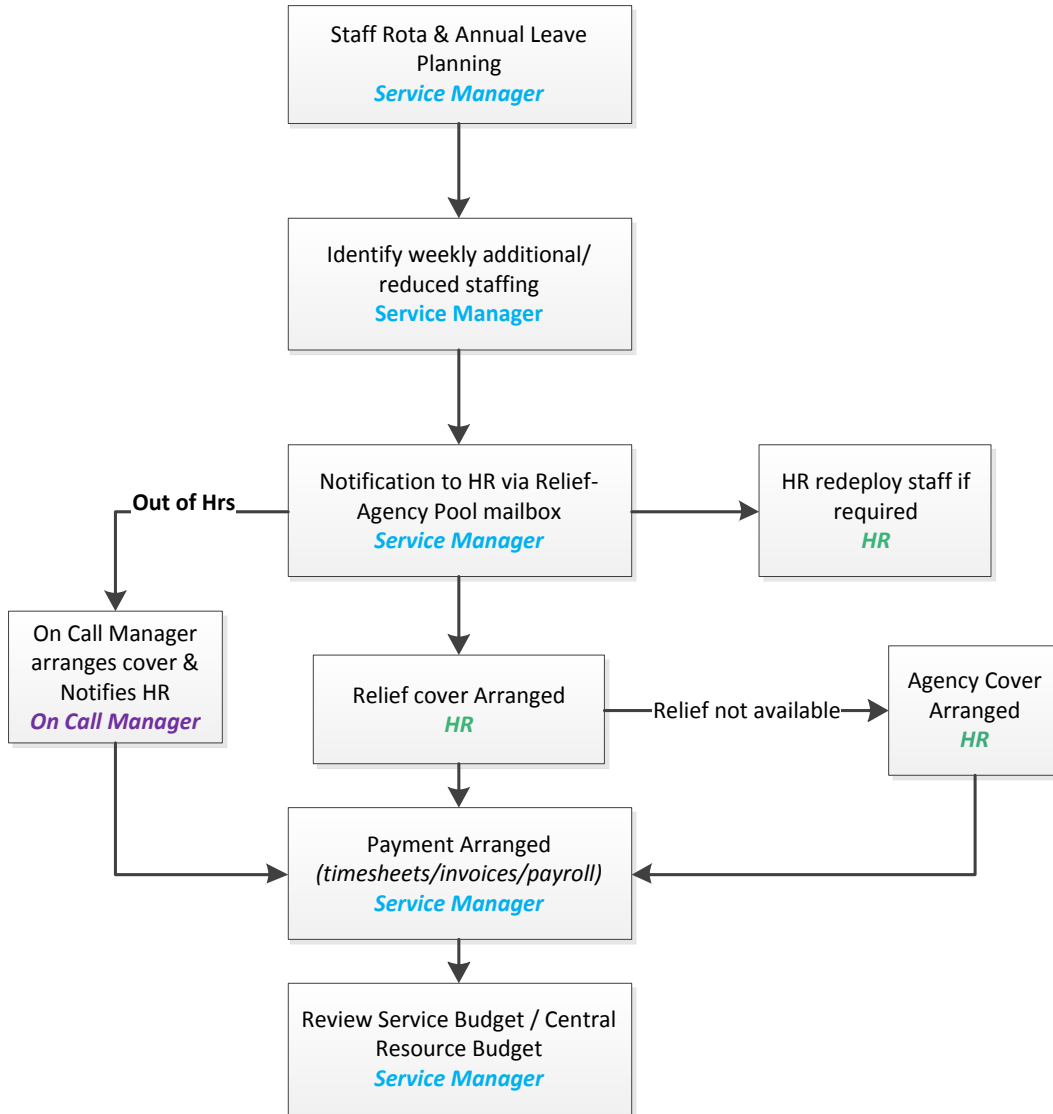 Staff Rota & Annual Leave
Planning
Service Manager
Identify weekly additional/
reduced staffing
Service Manager
Out of Hrs
Notification to HR via Relief-
Agency Pool mailbox
Service Manager
HR redeploy staff if
required
HR
On Call Manager
arranges cover &
Notifies HR
On Call Manager
Relief cover Arranged
HR
Relief not available
Agency Cover
Arranged
HR
Payment Arranged
(timesheets/invoices/payroll)
Service Manager
Review Service Budget / Central
Resource Budget
Service Manager